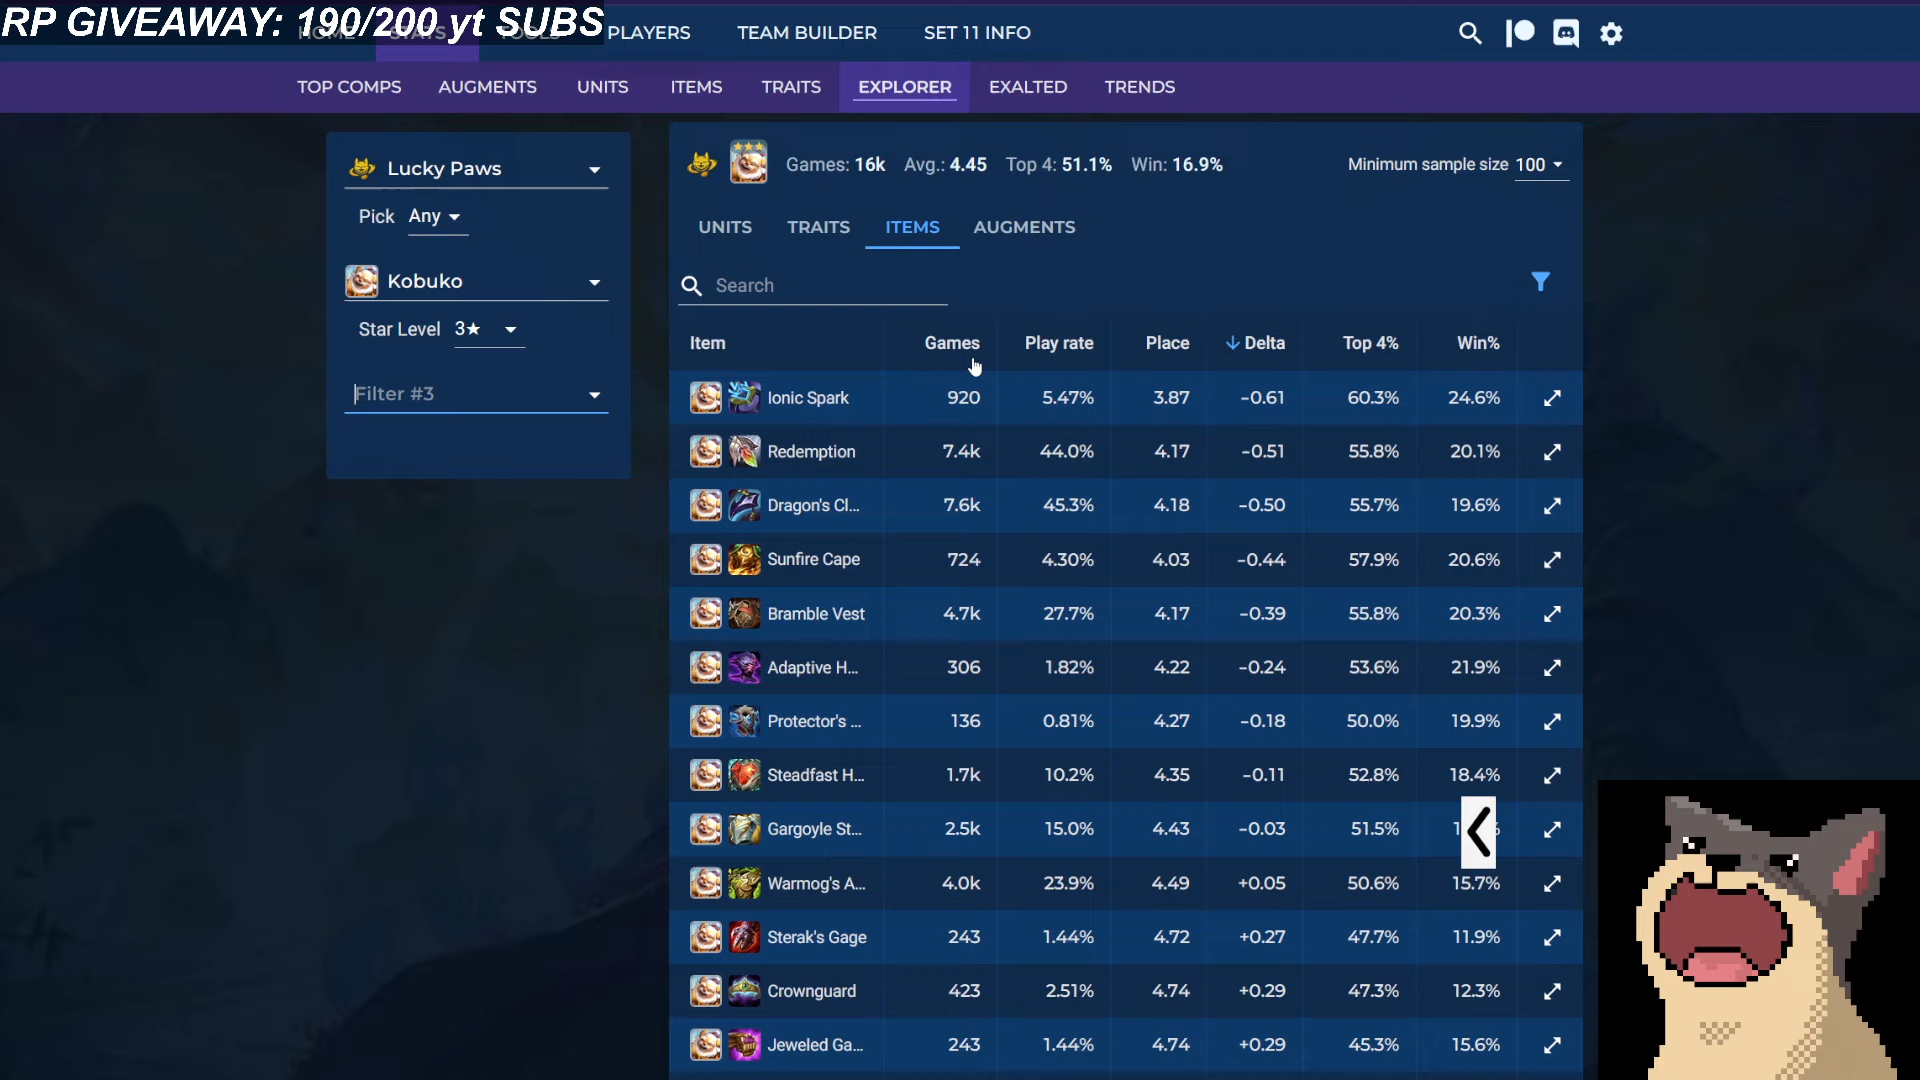 RP GIVEAWAY: 190/200 yt SUBS
HOME STATS TOOLS PLAYERS TEAM BUILDER SET 11 INFO
TOP COMPS AUGMENTS UNITS ITEMS TRAITS EXPLORER EXALTED TRENDS
Lucky Paws
Pick Any
Kobuko
Star Level 3★
Filter #3
Games: 16k Avg.: 4.45 Top 4: 51.1% Win: 16.9% Minimum sample size 100
UNITS TRAITS ITEMS AUGMENTS
Search
Item Games Play rate Place Delta Top 4% Win%
Ionic Spark 920 5.47% 3.87 −0.61 60.3% 24.6%
Redemption 7.4k 44.0% 4.17 −0.51 55.8% 20.1%
Dragon's Cl... 7.6k 45.3% 4.18 −0.50 55.7% 19.6%
Sunfire Cape 724 4.30% 4.03 −0.44 57.9% 20.6%
Bramble Vest 4.7k 27.7% 4.17 −0.39 55.8% 20.3%
Adaptive H... 306 1.82% 4.22 −0.24 53.6% 21.9%
Protector's ... 136 0.81% 4.27 −0.18 50.0% 19.9%
Steadfast H... 1.7k 10.2% 4.35 −0.11 52.8% 18.4%
Gargoyle St... 2.5k 15.0% 4.43 −0.03 51.5%
Warmog's A... 4.0k 23.9% 4.49 +0.05 50.6% 15.7%
Sterak's Gage 243 1.44% 4.72 +0.27 47.7% 11.9%
Crownguard 423 2.51% 4.74 +0.29 47.3% 12.3%
Jeweled Ga... 243 1.44% 4.74 +0.29 45.3% 15.6%